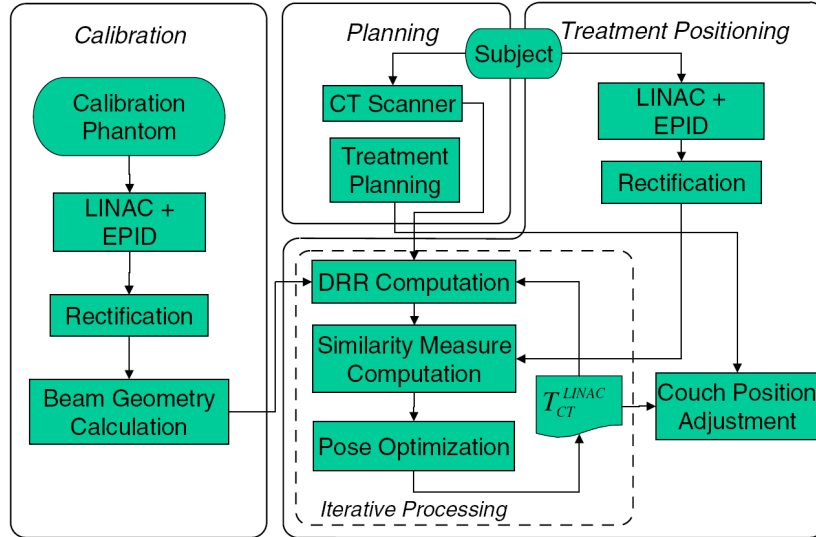 Calibration
Calibration
Phantom
LINAC +
EPID
Rectification
Beam Geometry
Calculation
Planning
Subject
CT Scanner
Treatment
Planning
Treatment Positioning
LINAC +
EPID
Rectification
DRR Computation
Similarity Measure
Computation
Pose Optimization
Iterative Processing
T_{CT}^{LINAC}
Couch Position
Adjustment